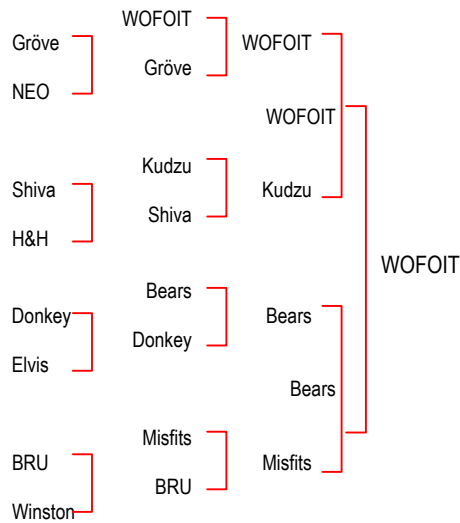 Gröve
NEO
Shiva
H&H
Donkey
Elvis
BRU
Winston
WOFOIT
Gröve
Kudzu
Shiva
Bears
Donkey
Misfits
BRU
WOFOIT
Kudzu
Bears
Misfits
WOFOIT
Bears
WOFOIT